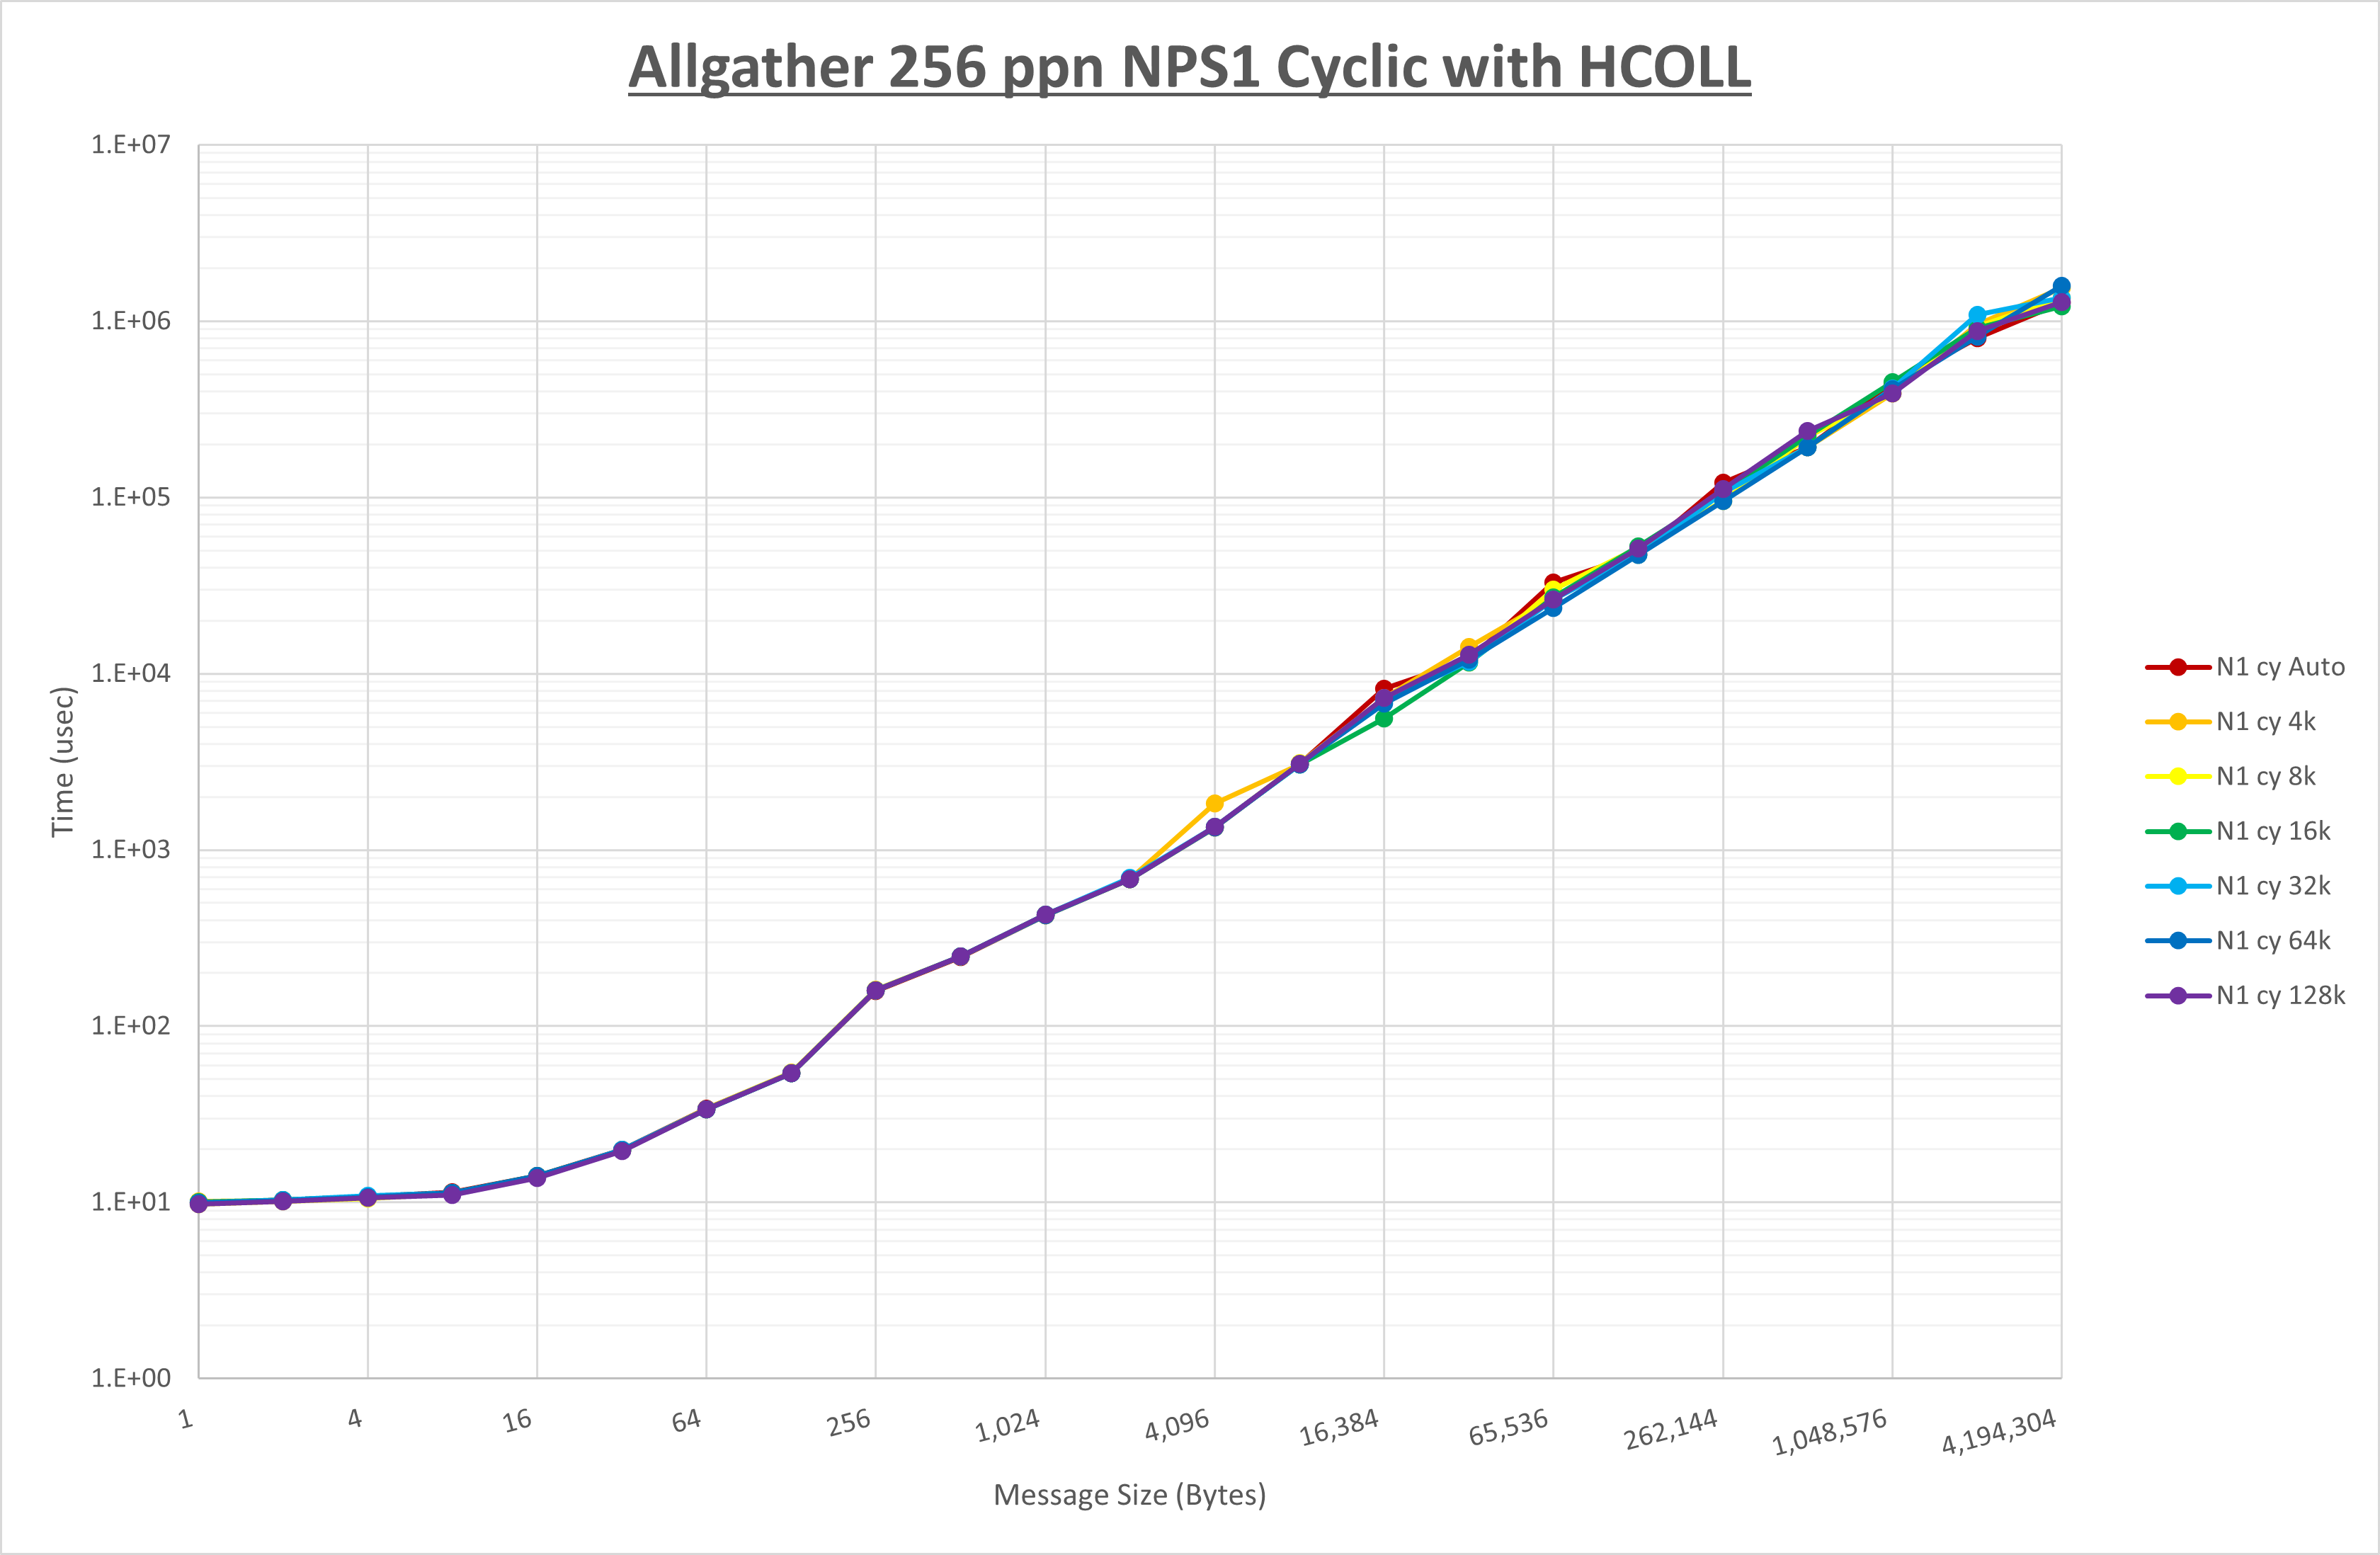 Allgather 256 ppn NPS1 Cyclic with HCOLL
1.E+07
1.E+06
1.E+05
1.E+04
1.E+03
1.E+02
1.E+01
1.E+00
Time (usec)
1
4
16
64
256
1,024
4,096
16,384
65,536
262,144
1,048,576
4,194,304
Message Size (Bytes)
N1 cy Auto
N1 cy 4k
N1 cy 8k
N1 cy 16k
N1 cy 32k
N1 cy 64k
N1 cy 128k